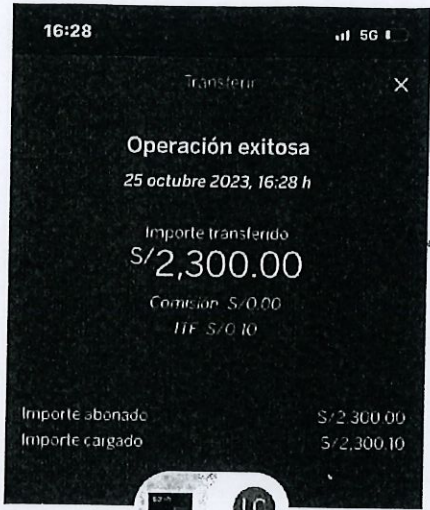 16:28 5G
Transferir
Operación exitosa
25 octubre 2023, 16:28 h
Importe transferido
S/2,300.00
Comisión S/0.00
ITF S/0.10
Importe abonado S/2,300.00
Importe cargado S/2,300.10
LC